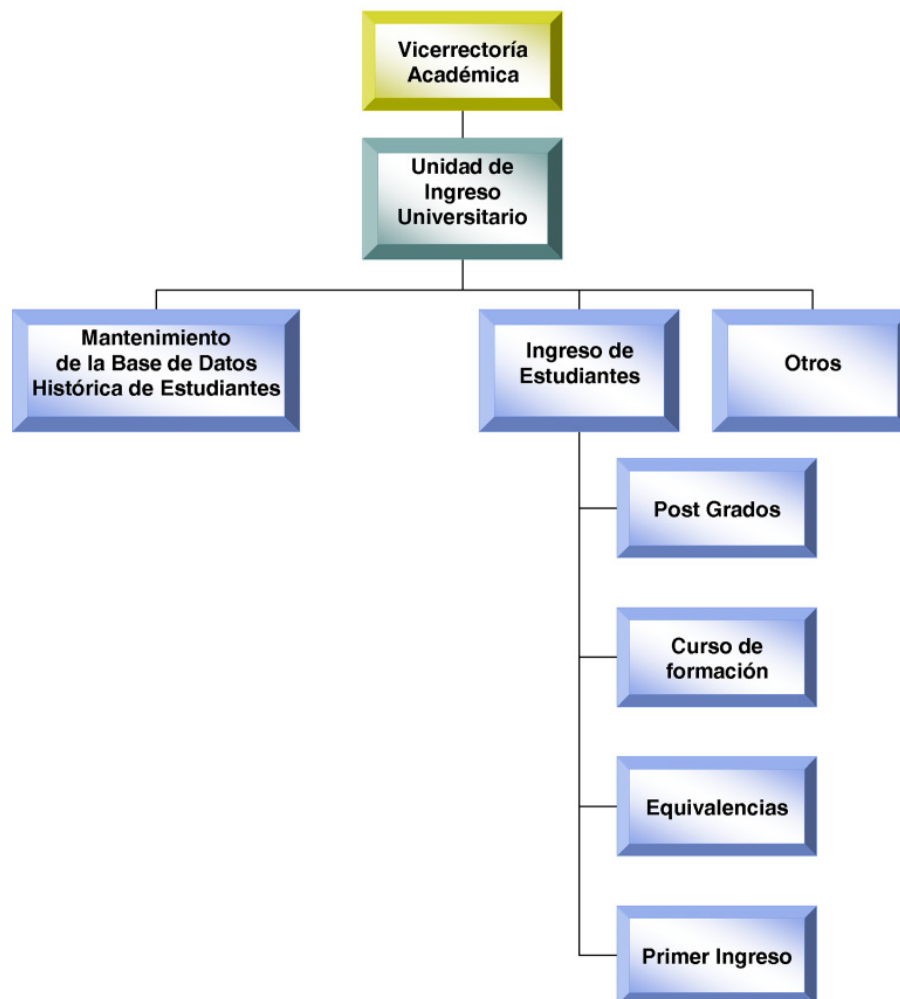 Vicerrectoría
Académica
Unidad de
Ingreso
Universitario
Mantenimiento
de la Base de Datos
Histórica de Estudiantes
Ingreso de
Estudiantes
Otros
Post Grados
Curso de
formación
Equivalencias
Primer Ingreso